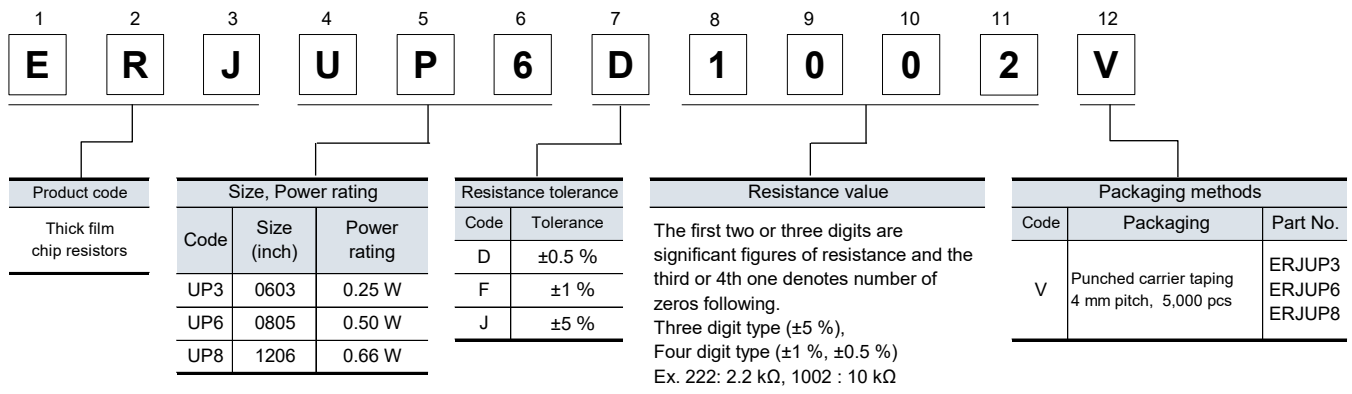 1 2 3 4 5 6 7 8 9 10 11 12
E R J U P 6 D 1 0 0 2 V
Product code
Thick film
chip resistors
Size, Power rating
Code Size (inch) Power rating
UP3 0603 0.25 W
UP6 0805 0.50 W
UP8 1206 0.66 W
Resistance tolerance
Code Tolerance
D ±0.5 %
F ±1 %
J ±5 %
Resistance value
The first two or three digits are
significant figures of resistance and the
third or 4th one denotes number of
zeros following.
Three digit type (±5 %),
Four digit type (±1 %, ±0.5 %)
Ex. 222: 2.2 kΩ, 1002 : 10 kΩ
Packaging methods
Code Packaging Part No.
V
Punched carrier taping
4 mm pitch, 5,000 pcs
ERJUP3
ERJUP6
ERJUP8